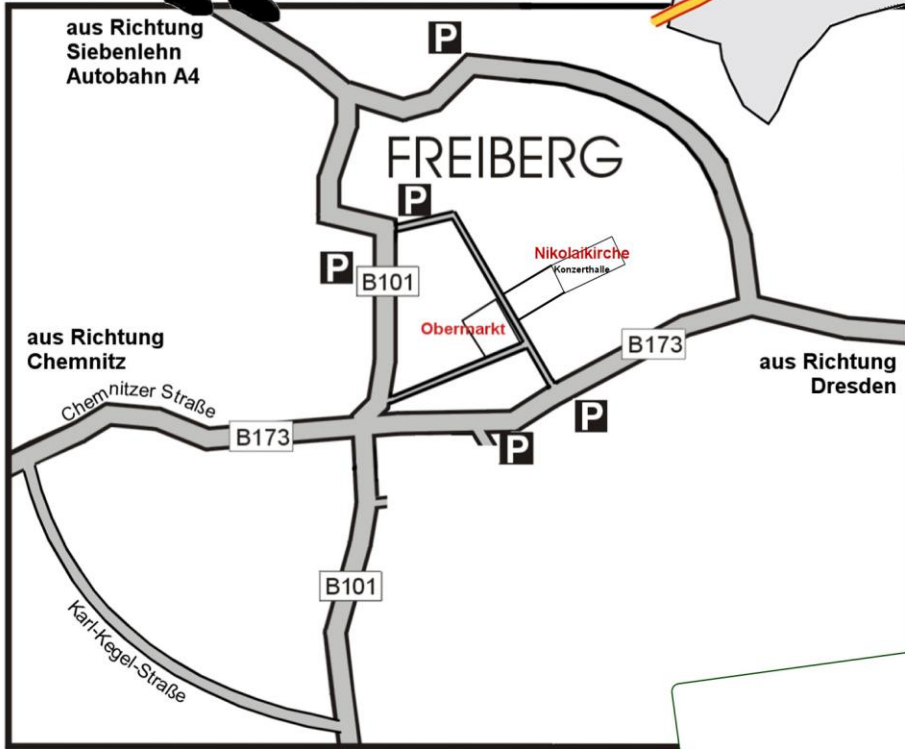 aus Richtung
Siebenlehn
Autobahn A4
P
FREIBERG
P
Nikolaikirche
Konzerthalle
P
B101
Obermarkt
aus Richtung
Chemnitz
B173
aus Richtung
Dresden
Chemnitzer Straße
P
B173
P
B101
Karl-Kegel-Straße